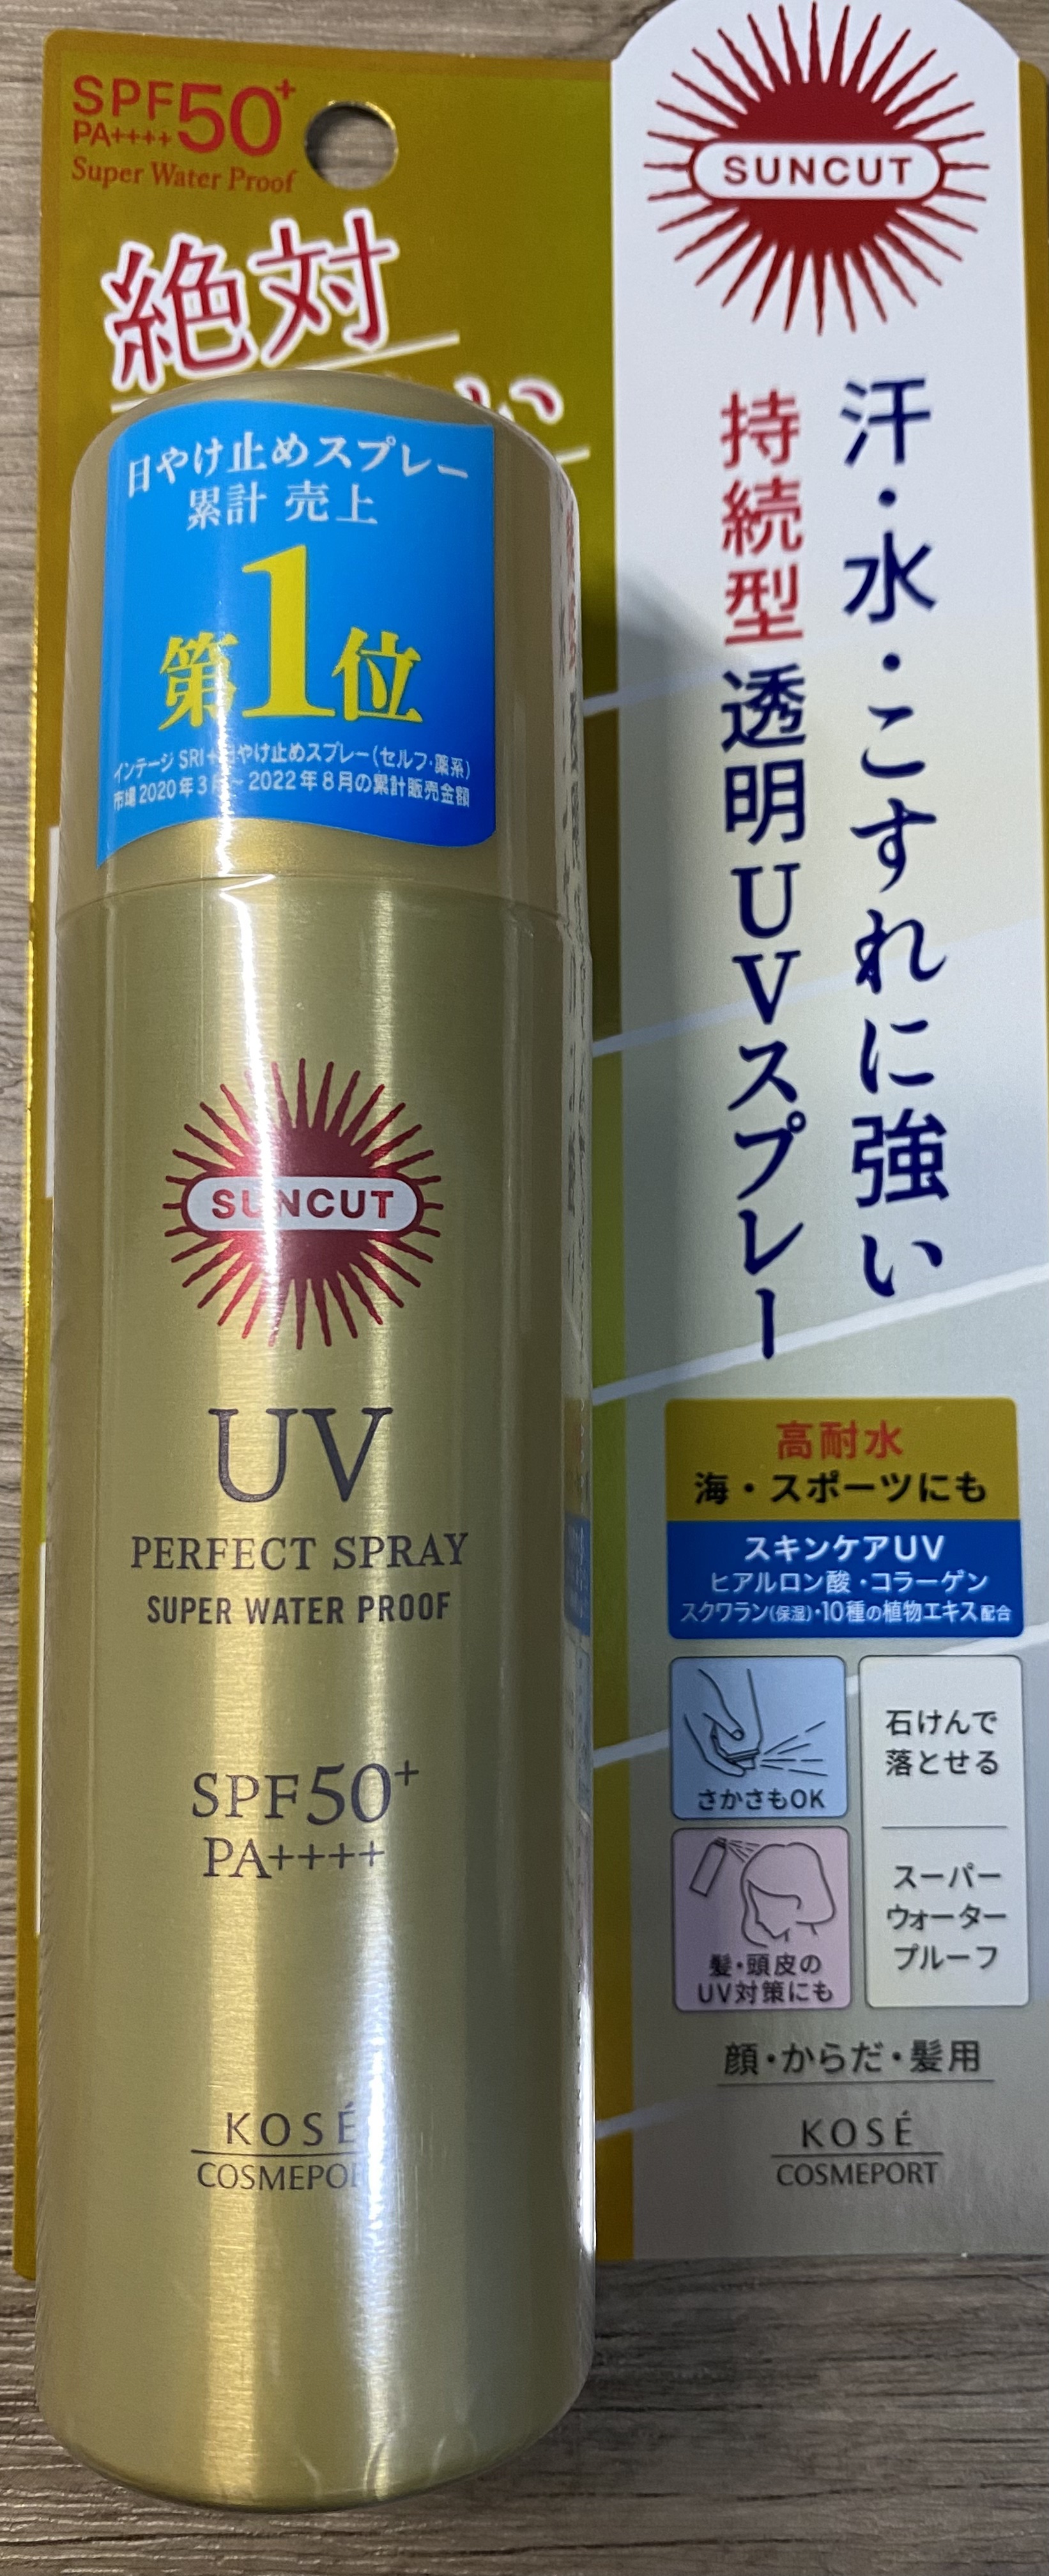 SPF50+
PA++++
Super Water Proof
絶対
い
日やけ止めスプレー
累計 売上
第1位
インテージ SRI+ 日やけ止めスプレー(セルフ・薬系)
市場 2020年3月〜2022年8月の累計販売金額
SUNCUT
UV
PERFECT SPRAY
SUPER WATER PROOF
SPF50+
PA++++
KOSÉ
COSMEPO
SUNCUT
汗・水・こすれに強い
持続型透明UVスプレー
高耐水
海・スポーツにも
スキンケアUV
ヒアルロン酸・コラーゲン
スクワラン(保湿)・10種の植物エキス配合
さかさもOK
髪・頭皮の
UV対策にも
石けんで
落とせる
スーパー
ウォーター
プルーフ
顔・からだ・髪用
KOSÉ
COSMEPORT